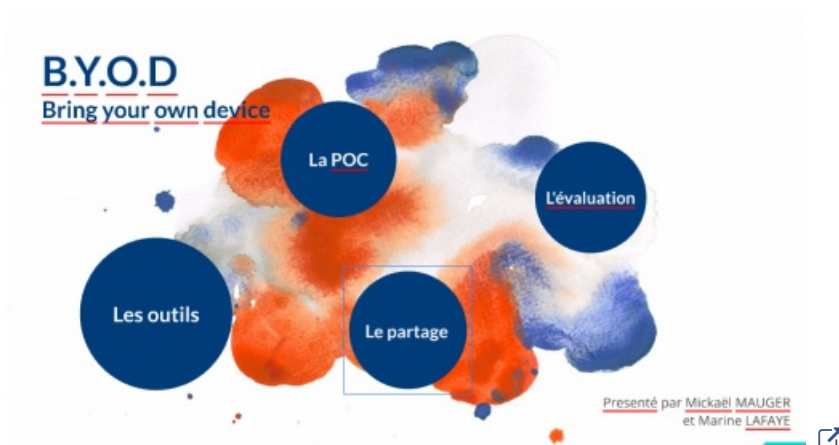 B.Y.O.D
Bring your own device
La POC
L'évaluation
Les outils
Le partage
Presenté par Mickaël MAUGER
et Marine LAFAYE